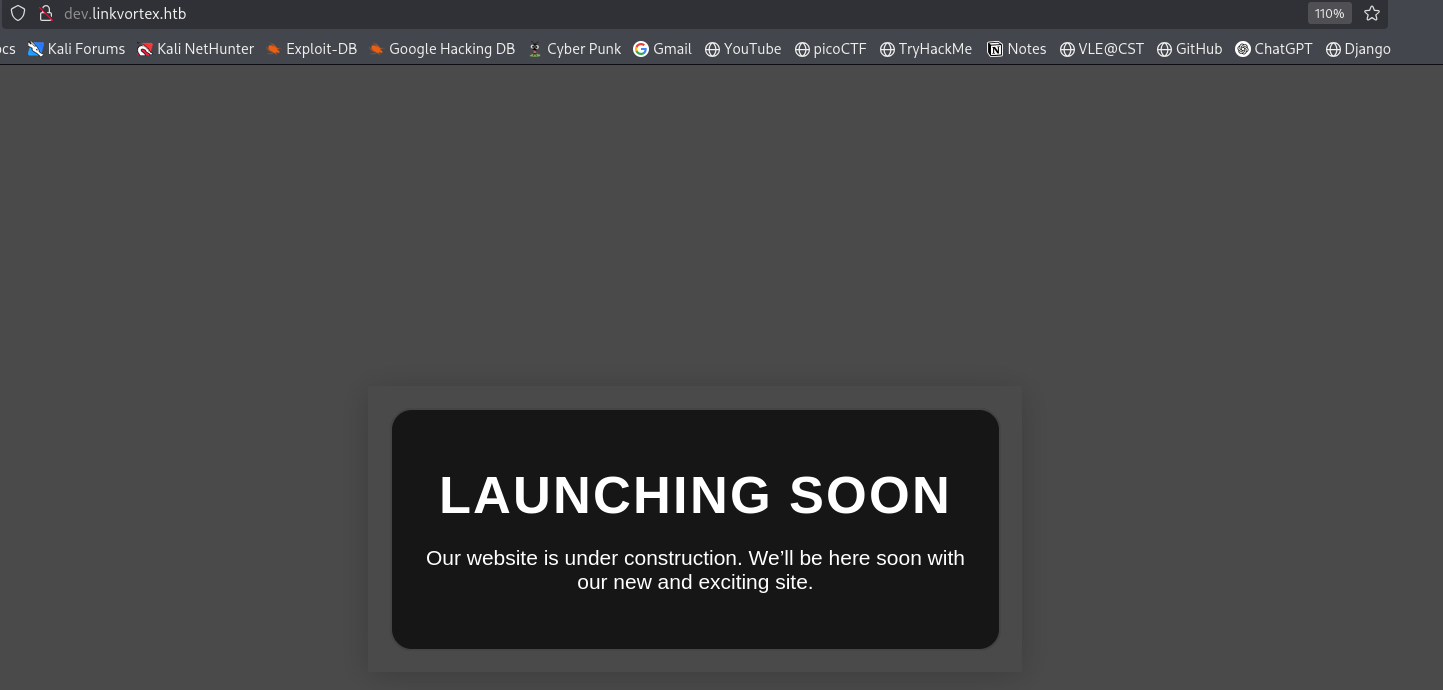 dev.linkvortex.htb 110%
ocs Kali Forums Kali NetHunter Exploit-DB Google Hacking DB Cyber Punk Gmail YouTube picoCTF TryHackMe Notes VLE@CST GitHub ChatGPT Django
LAUNCHING SOON
Our website is under construction. We’ll be here soon with
our new and exciting site.